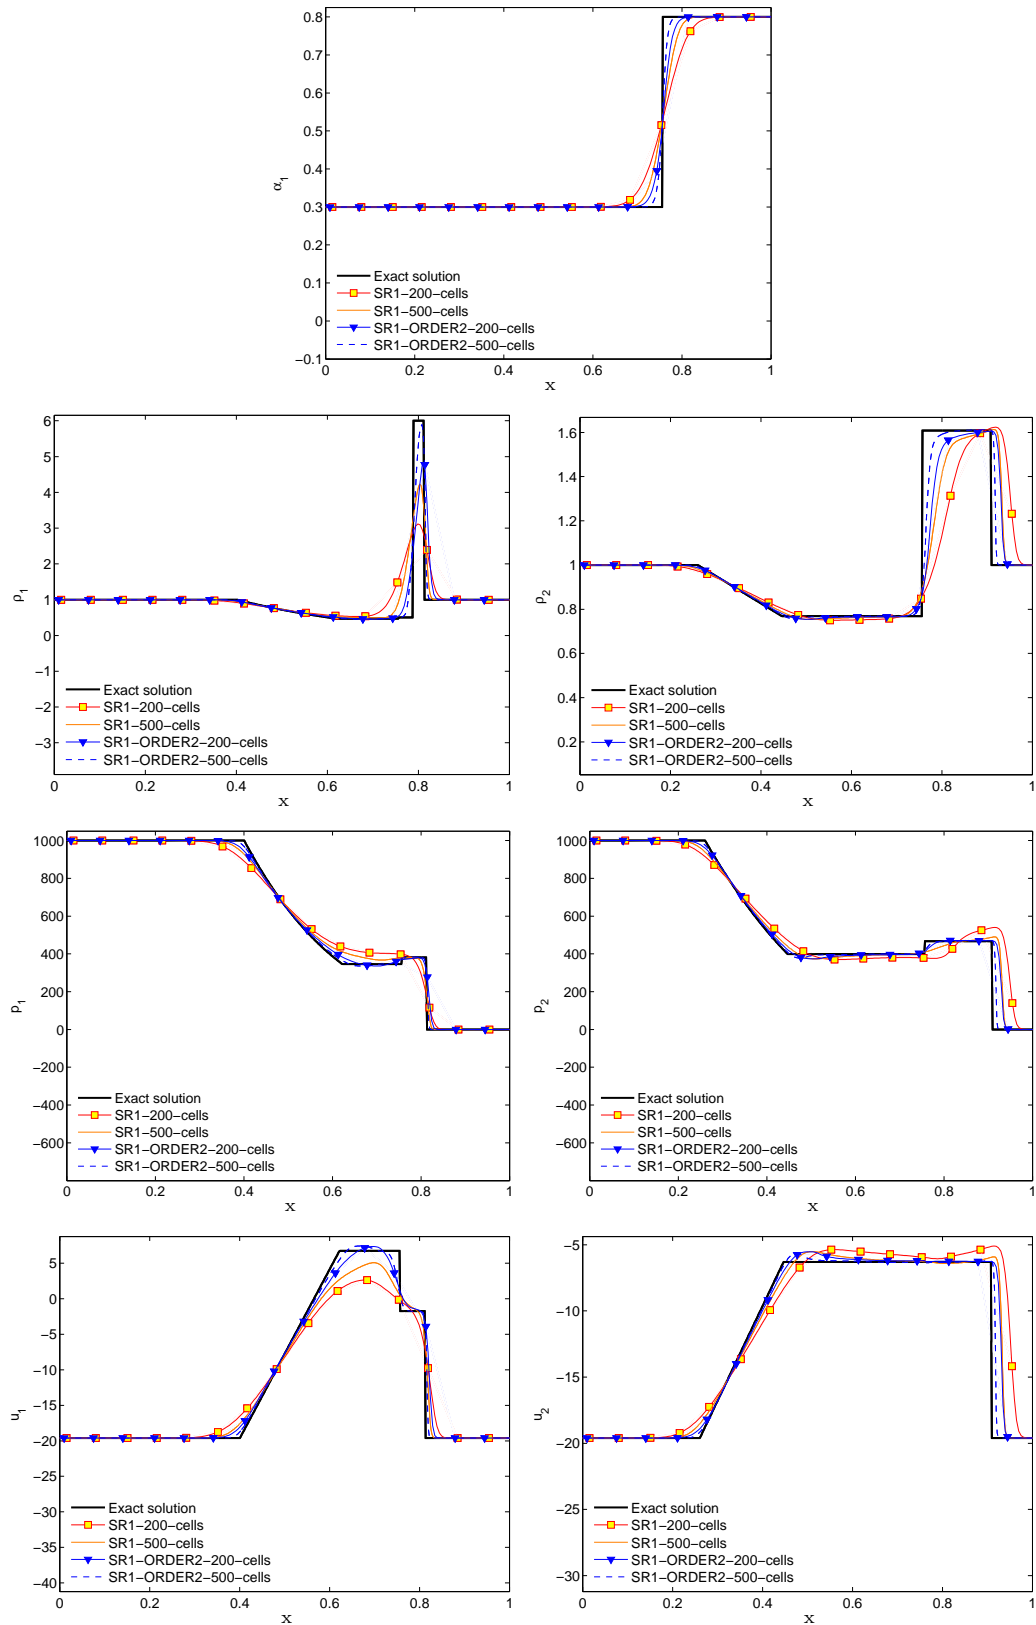 0.8
0.7
0.6
0.5
0.4
0.3
0.2
0.1
0
−0.1
α₁
Exact solution
SR1−200−cells
SR1−500−cells
SR1−ORDER2−200−cells
SR1−ORDER2−500−cells
0 0.2 0.4 0.6 0.8 1
x
6
5
4
3
2
1
0
−1
−2
−3
ρ₁
Exact solution
SR1−200−cells
SR1−500−cells
SR1−ORDER2−200−cells
SR1−ORDER2−500−cells
0 0.2 0.4 0.6 0.8 1
x
1.6
1.4
1.2
1
0.8
0.6
0.4
0.2
ρ₂
Exact solution
SR1−200−cells
SR1−500−cells
SR1−ORDER2−200−cells
SR1−ORDER2−500−cells
0 0.2 0.4 0.6 0.8 1
x
1000
800
600
400
200
0
−200
−400
−600
p₁
Exact solution
SR1−200−cells
SR1−500−cells
SR1−ORDER2−200−cells
SR1−ORDER2−500−cells
0 0.2 0.4 0.6 0.8 1
x
1000
800
600
400
200
0
−200
−400
−600
p₂
Exact solution
SR1−200−cells
SR1−500−cells
SR1−ORDER2−200−cells
SR1−ORDER2−500−cells
0 0.2 0.4 0.6 0.8 1
x
5
0
−5
−10
−15
−20
−25
−30
−35
−40
u₁
Exact solution
SR1−200−cells
SR1−500−cells
SR1−ORDER2−200−cells
SR1−ORDER2−500−cells
0 0.2 0.4 0.6 0.8 1
x
−5
−10
−15
−20
−25
−30
u₂
Exact solution
SR1−200−cells
SR1−500−cells
SR1−ORDER2−200−cells
SR1−ORDER2−500−cells
0 0.2 0.4 0.6 0.8 1
x